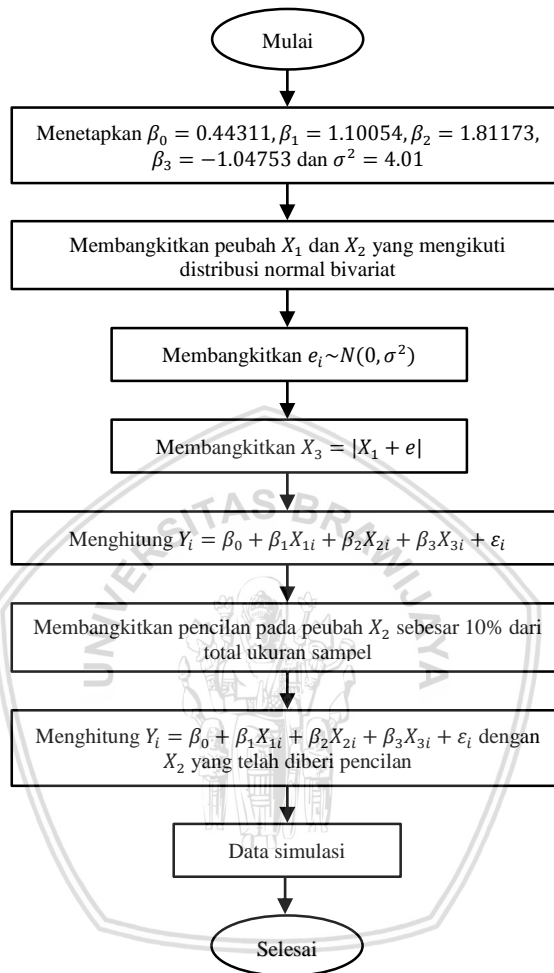 Mulai
Menetapkan β₀ = 0.44311, β₁ = 1.10054, β₂ = 1.81173,
β₃ = −1.04753 dan σ² = 4.01
Membangkitkan peubah X₁ dan X₂ yang mengikuti
distribusi normal bivariat
Membangkitkan eᵢ~N(0, σ²)
Membangkitkan X₃ = |X₁ + e|
UNIVERSITAS BRAWIJAYA
Menghitung Yᵢ = β₀ + β₁X₁ᵢ + β₂X₂ᵢ + β₃X₃ᵢ + εᵢ
Membangkitkan pencilan pada peubah X₂ sebesar 10% dari
total ukuran sampel
Menghitung Yᵢ = β₀ + β₁X₁ᵢ + β₂X₂ᵢ + β₃X₃ᵢ + εᵢ dengan
X₂ yang telah diberi pencilan
Data simulasi
Selesai